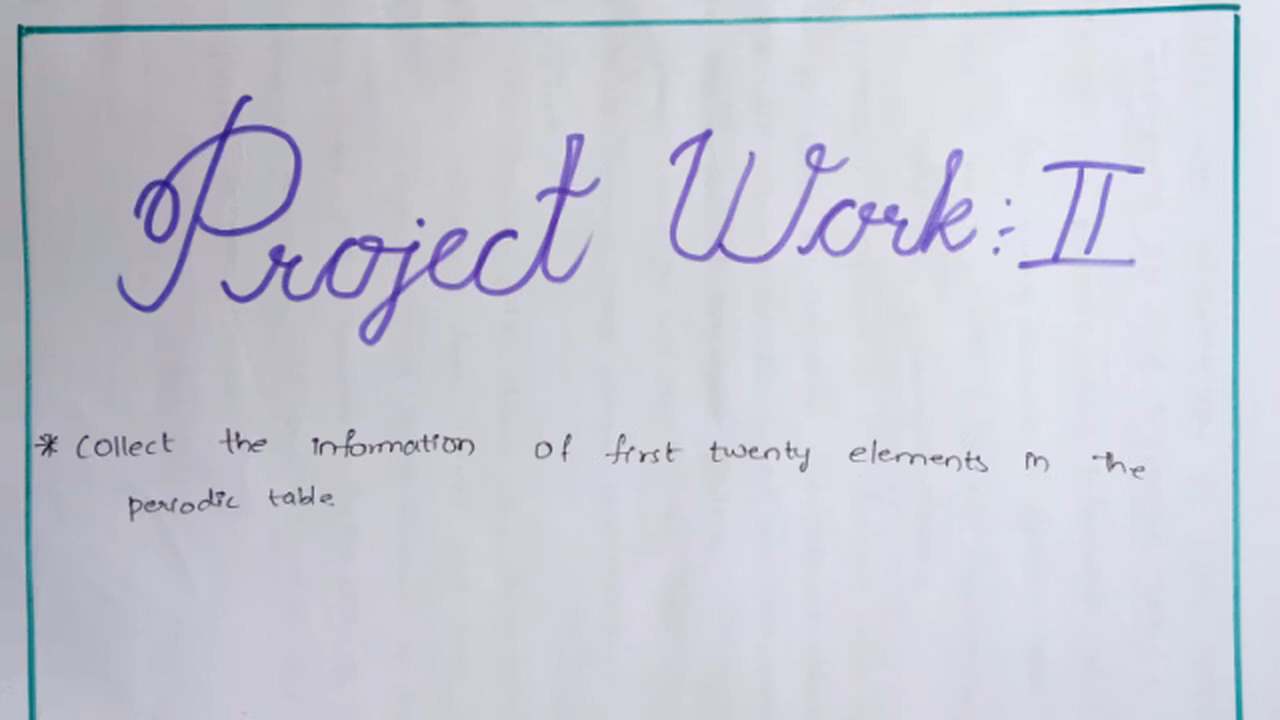 Project Work : II
* Collect the information of first twenty elements in the
periodic table